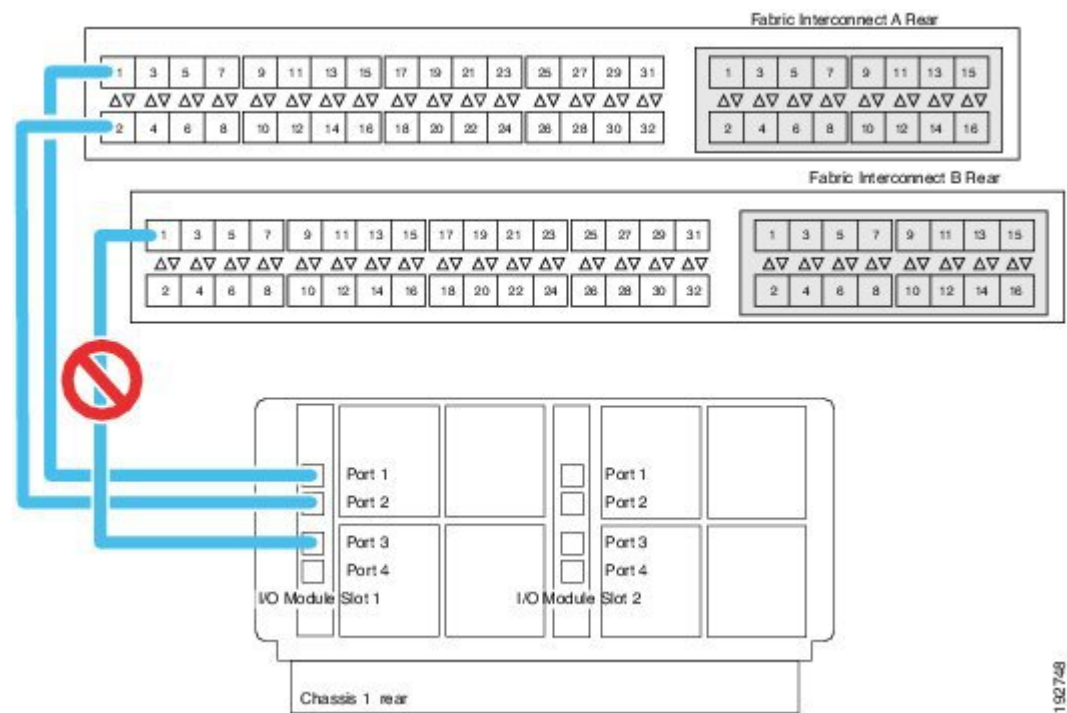 Fabric Interconnect A Rear
1 3 5 7 9 11 13 15 17 19 21 23 25 27 29 31 1 3 5 7 9 11 13 15
2 4 6 8 10 12 14 16 18 20 22 24 26 28 30 32 2 4 6 8 10 12 14 16
Fabric Interconnect B Rear
1 3 5 7 9 11 13 15 17 19 21 23 25 27 29 31 1 3 5 7 9 11 13 15
2 4 6 8 10 12 14 16 18 20 22 24 26 28 30 32 2 4 6 8 10 12 14 16
Port 1 Port 1
Port 2 Port 2
Port 3 Port 3
Port 4 Port 4
I/O Module Slot 1 I/O Module Slot 2
Chassis 1 rear
192748